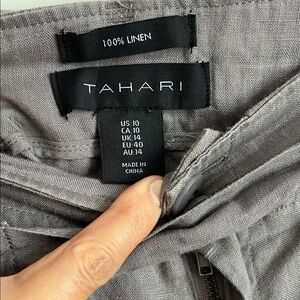 100% LINEN
TAHARI
US:10
CA:10
UK:14
EU:40
AU:14
MADE IN
CHINA